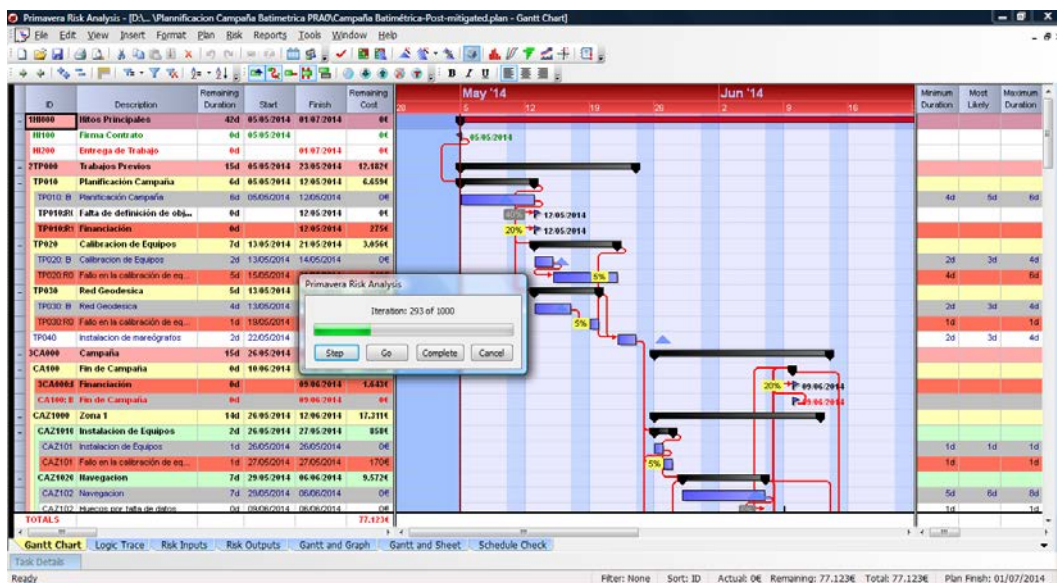 Primavera Risk Analysis - [D:\... \Plannificacion Campaña Batimetrica PRAO\Campaña Batimétrica-Post-mitigated.plan - Gantt Chart]
File Edit View Insert Format Plan Risk Reports Tools Window Help
ID Description Remaining Duration Start Finish Remaining Cost May '14 Jun '14 Minimum Duration Most Likely Maximum Duration
28 5 12 19 26 2 9 16
1HI000 Hitos Principales 42d 05/05/2014 01/07/2014 0€
HI100 Firma Contrato 0d 05/05/2014 0€ 05/05/2014
HI200 Entrega de Trabajo 0d 01/07/2014 0€
2TP000 Trabajos Previos 15d 05/05/2014 23/05/2014 12.182€
TP010 Planificación Campaña 6d 05/05/2014 12/05/2014 6.659€
TP010: B Planificación Campaña 6d 05/05/2014 12/05/2014 0€ 4d 5d 6d
Falta de definición de obj... 0d 12/05/2014 0€ 40% 12/05/2014
Financiación 0d 12/05/2014 275€ 20% 12/05/2014
TP020 Calibracion de Equipos 7d 13/05/2014 21/05/2014 3.056€
TP020: B Calibracion de Equipos 2d 13/05/2014 14/05/2014 0€ 2d 3d 4d
TP020:R0 Fallo en la calibración de eq... 5d 15/05/2014 5% 4d 6d
TP030 Red Geodesica 5d 13/05/2014
TP030: B Red Geodesica 4d 13/05/2014 2d 3d 4d
TP030:R0 Fallo en la calibración de eq... 1d 19/05/2014 5% 1d 1d
TP040 Instalacion de mareógrafos 2d 22/05/2014 2d 3d 4d
3CA000 Campaña 15d 26/05/2014
CA100 Fin de Campaña 0d 10/06/2014
Financiación 0d 09/06/2014 1.643€ 20% 09/06/2014
CA100: B Fin de Campaña 0d 09/06/2014 0€ 09/06/2014
CAZ1000 Zona 1 14d 26/05/2014 12/06/2014 17.311€
CAZ1010 Instalacion de Equipos 2d 26/05/2014 27/05/2014 858€
CAZ101 Instalacion de Equipos 1d 26/05/2014 26/05/2014 0€ 1d 1d 1d
CAZ101 Fallo en la calibración de eq... 1d 27/05/2014 27/05/2014 170€ 5% 1d 1d
CAZ1020 Navegacion 7d 29/05/2014 06/06/2014 9.572€
CAZ102 Navegacion 7d 29/05/2014 06/06/2014 0€ 5d 6d 8d
CAZ102 Huecos por falta de datos 0d 09/06/2014 06/06/2014 0€ 1d 1d
TOTALS 77.123€
Primavera Risk Analysis
Iteration: 293 of 1000
Step Go Complete Cancel
Gantt Chart Logic Trace Risk Inputs Risk Outputs Gantt and Graph Gantt and Sheet Schedule Check
Task Details
Ready Filter: None Sort: ID Actual: 0€ Remaining: 77.123€ Total: 77.123€ Plan Finish: 01/07/2014